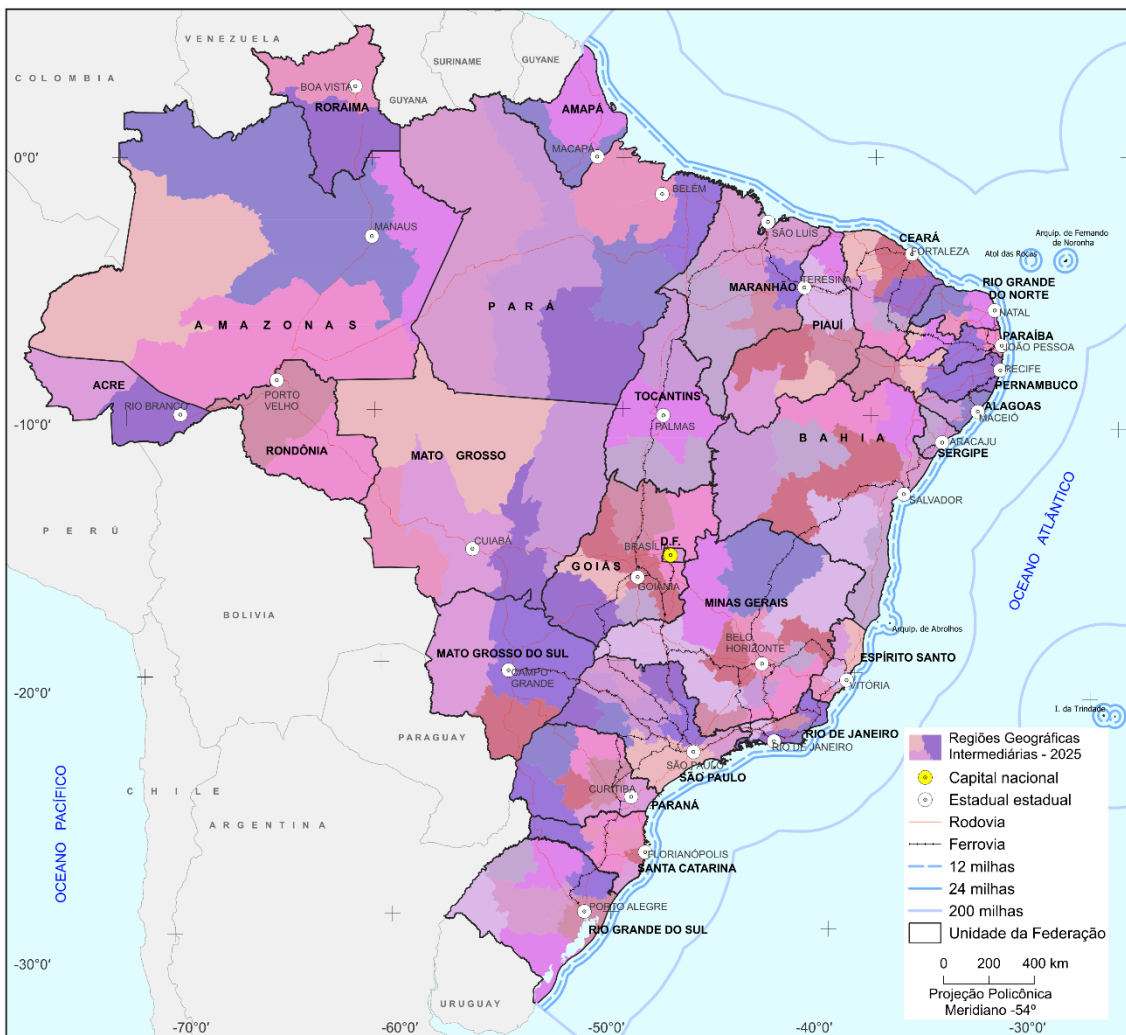 VENEZUELA
COLOMBIA
SURINAME
GUYANE
GUYANA
BOA VISTA
RORAIMA
AMAPÁ
MACAPÁ
0°0'
BELÉM
MANAUS
SÃO LUÍS
CEARÁ
FORTALEZA
Arquip. de Fernando
de Noronha
Atol das Rocas
RIO GRANDE
DO NORTE
NATAL
MARANHÃO
TERESINA
PARÁ
PIAUÍ
AMAZONAS
PARAÍBA
JOÃO PESSOA
RECIFE
PERNAMBUCO
ACRE
RIO BRANCO
PORTO
VELHO
TOCANTINS
PALMAS
ALAGOAS
MACEIÓ
-10°0'
RONDÔNIA
MATO GROSSO
BAHIA
ARACAJU
SERGIPE
SALVADOR
PERÚ
OCEANO ATLÂNTICO
CUIABÁ
D.F.
BRASÍLIA
GOIÁS
GOIÂNIA
BOLIVIA
MINAS GERAIS
Arquip. de Abrolhos
BELO
HORIZONTE
MATO GROSSO DO SUL
CAMPO
GRANDE
ESPÍRITO SANTO
VITÓRIA
-20°0'
I. da Trindade
PARAGUAY
RIO DE JANEIRO
RIO DE JANEIRO
SÃO PAULO
SÃO PAULO
CURITIBA
PARANÁ
CHILE
ARGENTINA
OCEANO PACÍFICO
FLORIANÓPOLIS
SANTA CATARINA
PORTO ALEGRE
RIO GRANDE DO SUL
-30°0'
URUGUAY
-70°0'
-60°0'
-50°0'
-40°0'
-30°0'
Regiões Geográficas
Intermediárias - 2025
Capital nacional
Estadual estadual
Rodovia
Ferrovia
12 milhas
24 milhas
200 milhas
Unidade da Federação
0 200 400 km
Projeção Policônica
Meridiano -54º